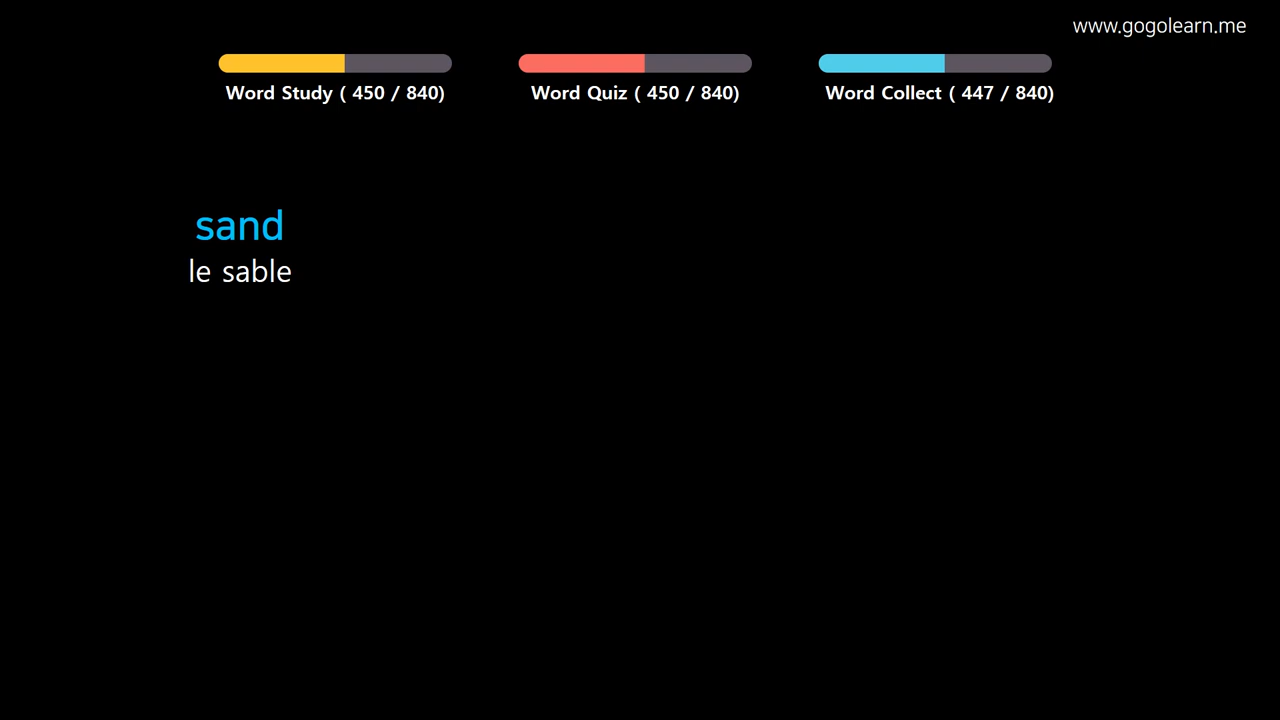 www.gogolearn.me
Word Study ( 450 / 840)
Word Quiz ( 450 / 840)
Word Collect ( 447 / 840)
sand
le sable